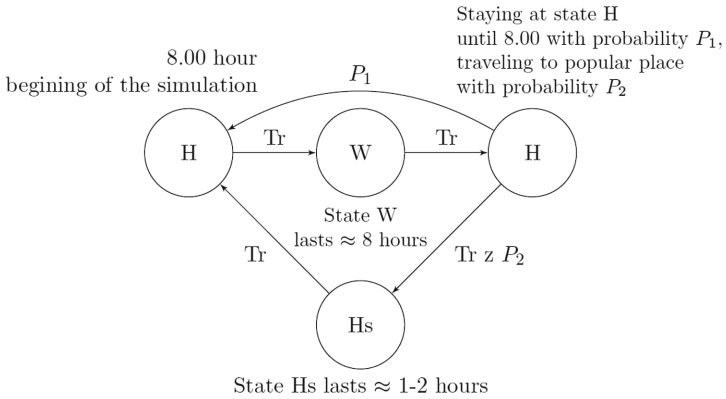 Staying at state H
until 8.00 with probability P₁,
traveling to popular place
with probability P₂
8.00 hour
begining of the simulation
P₁
H
Tr
W
Tr
H
State W
lasts ≈ 8 hours
Tr
Tr z P₂
Hs
State Hs lasts ≈ 1-2 hours